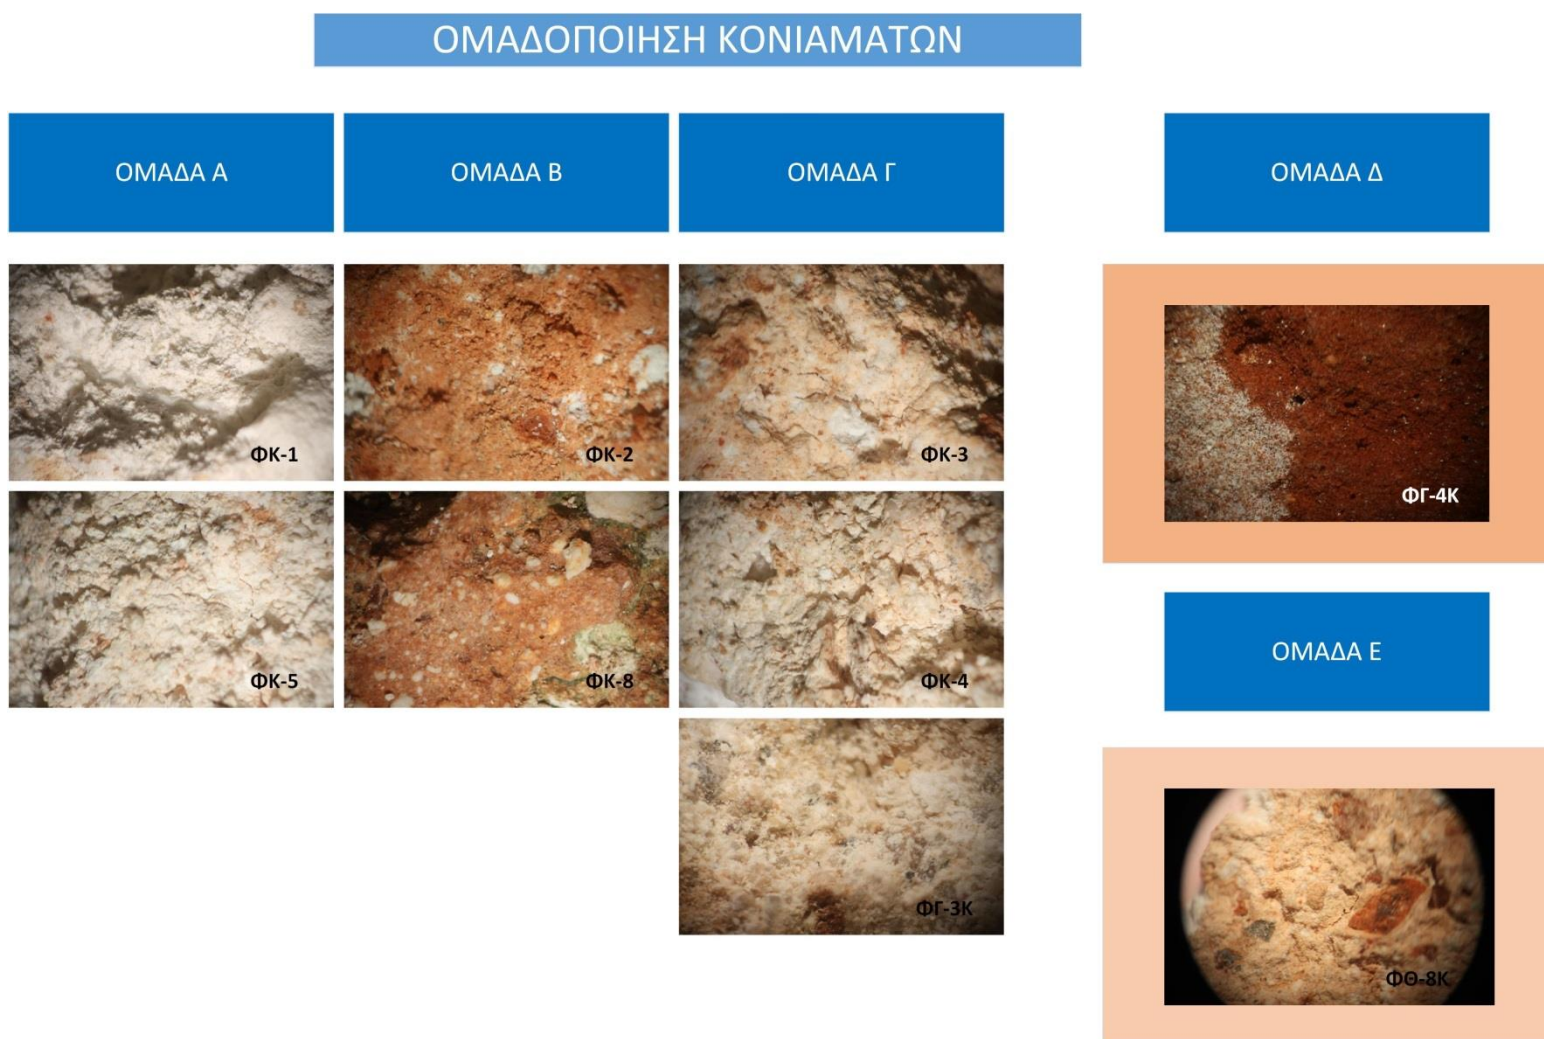 ΟΜΑΔΟΠΟΙΗΣΗ ΚΟΝΙΑΜΑΤΩΝ
ΟΜΑΔΑ Α
ΟΜΑΔΑ Β
ΟΜΑΔΑ Γ
ΟΜΑΔΑ Δ
ΦΚ-1
ΦΚ-2
ΦΚ-3
ΦΓ-4Κ
ΦΚ-5
ΦΚ-8
ΦΚ-4
ΟΜΑΔΑ Ε
ΦΓ-3Κ
ΦΘ-8Κ